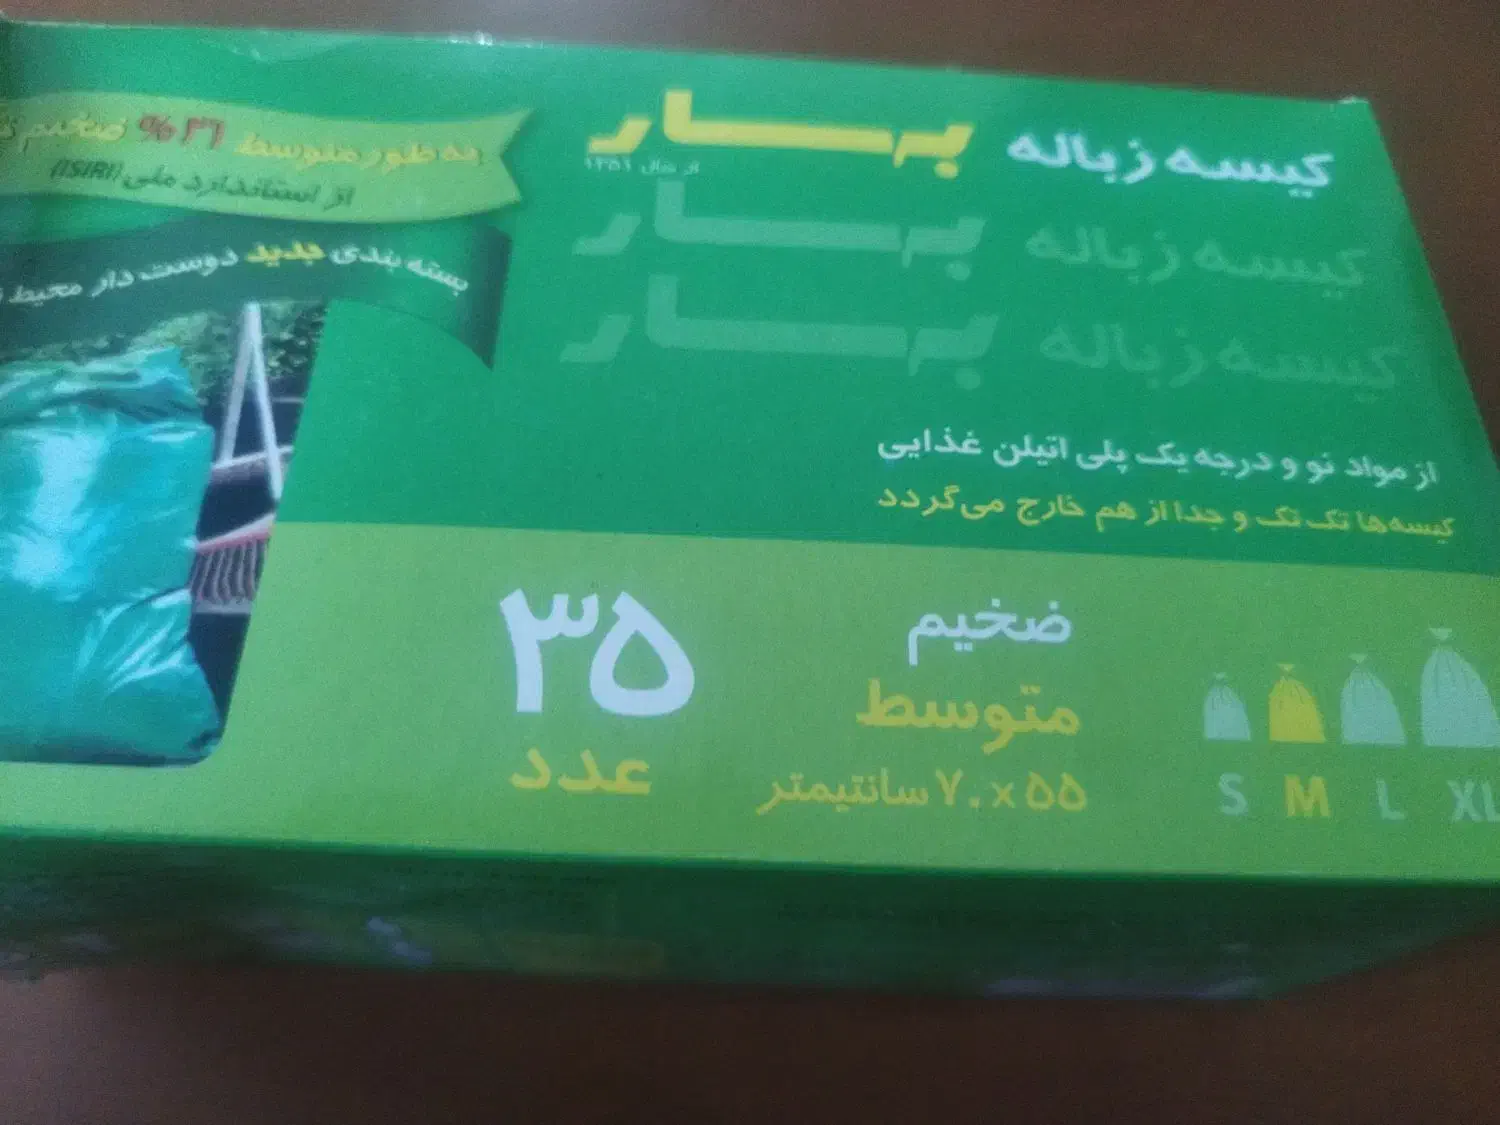 کیسه زباله بهار
از سال ۱۳۵۱
کیسه زباله بهار
کیسه زباله بهار
به طور متوسط ۳۶% ضخیم
از استاندارد ملی (ISIRI)
بسته بندی جدید دوست دار محیط
از مواد نو و درجه یک پلی اتیلن غذایی
کیسه‌ها تک تک و جدا از هم خارج می‌گردد
ضخیم
متوسط
۵۵ x ۷۰ سانتیمتر
۳۵
عدد
S M L XL